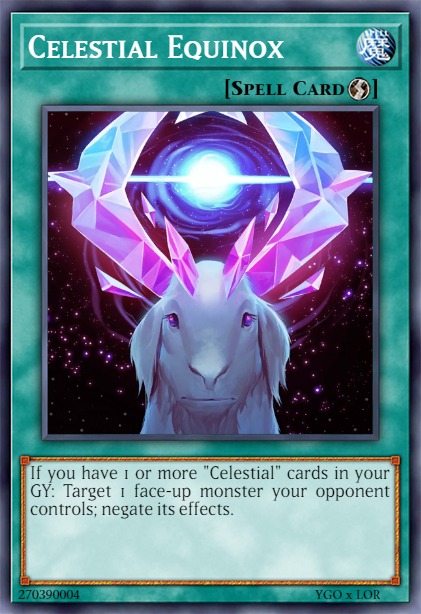 Celestial Equinox
魔
[Spell Card]
If you have 1 or more "Celestial" cards in your
GY: Target 1 face-up monster your opponent
controls; negate its effects.
270390004
YGO x LOR